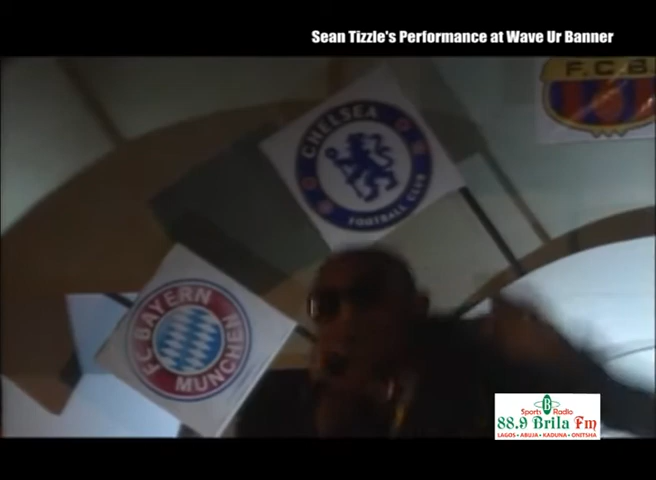 Sean Tizzle's Performance at Wave Ur Banner
F.C.B
CHELSEA
FOOTBALL CLUB
FC BAYERN
MUNCHEN
Sports B Radio
88.9 Brila Fm
LAGOS • ABUJA • KADUNA • ONITSHA